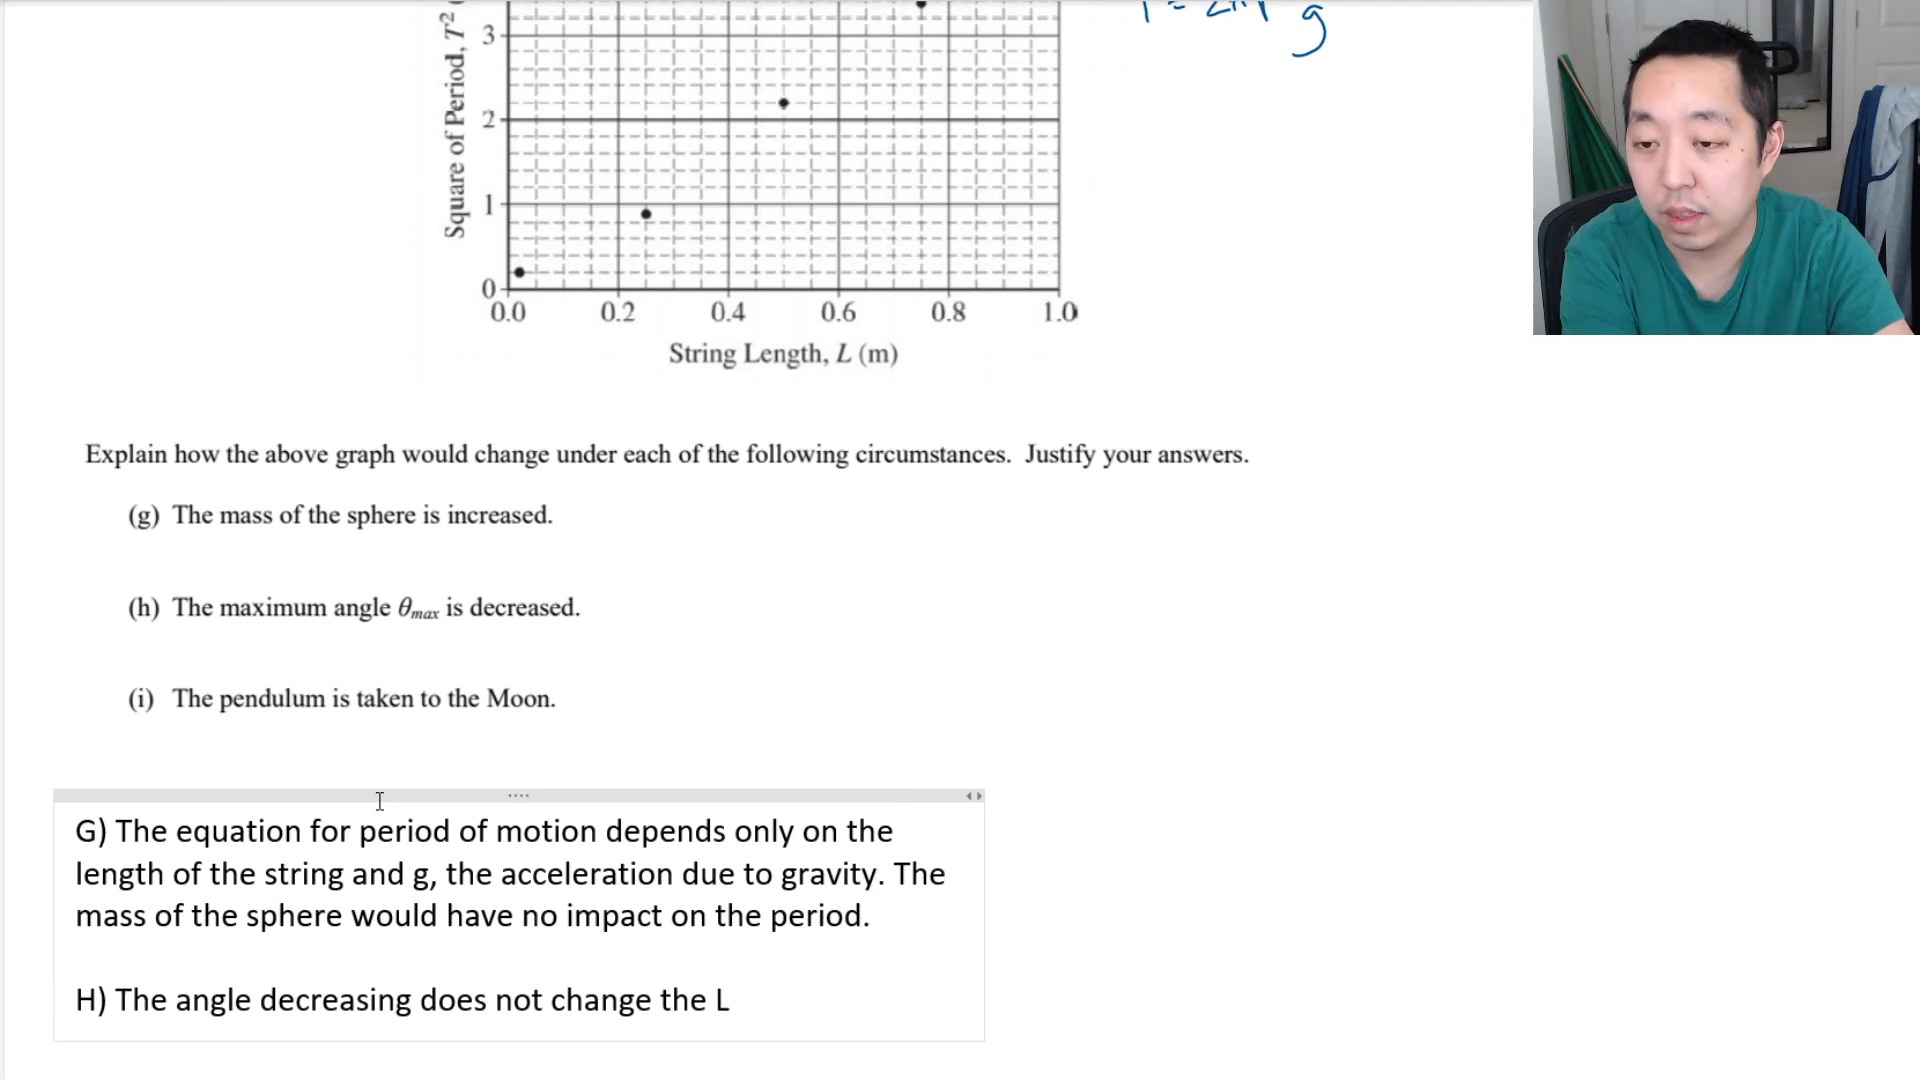 Square of Period, T²
3
2
1
0
0.0 0.2 0.4 0.6 0.8 1.0
String Length, L (m)
g
Explain how the above graph would change under each of the following circumstances. Justify your answers.
(g) The mass of the sphere is increased.
(h) The maximum angle θmax is decreased.
(i) The pendulum is taken to the Moon.
G) The equation for period of motion depends only on the
length of the string and g, the acceleration due to gravity. The
mass of the sphere would have no impact on the period.
H) The angle decreasing does not change the L